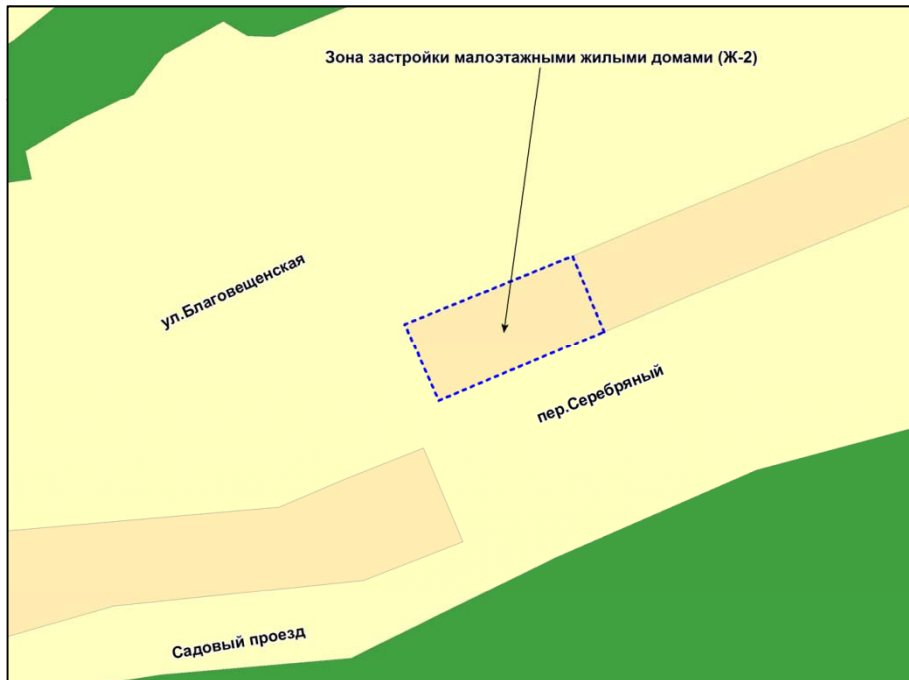 Зона застройки малоэтажными жилыми домами (Ж-2)
ул.Благовещенская
пер.Серебряный
Садовый проезд